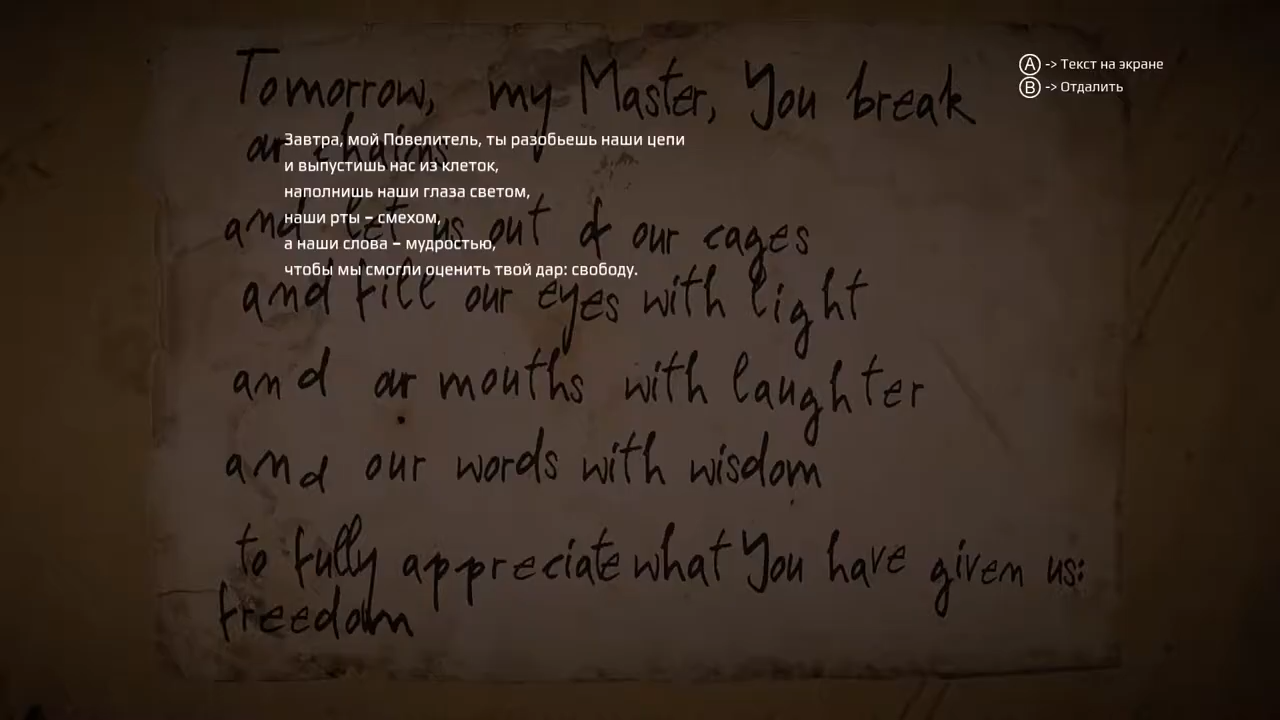 Tomorrow, my Master, You break
or chains
and let us out of our cages
and fill our eyes with light
and or mouths with laughter
and our words with wisdom
to fully appreciate what You have given us:
freedom
Завтра, мой Повелитель, ты разобьешь наши цепи
и выпустишь нас из клеток,
наполнишь наши глаза светом,
наши рты – смехом,
а наши слова – мудростью,
чтобы мы смогли оценить твой дар: свободу.
A -> Текст на экране
B -> Отдалить